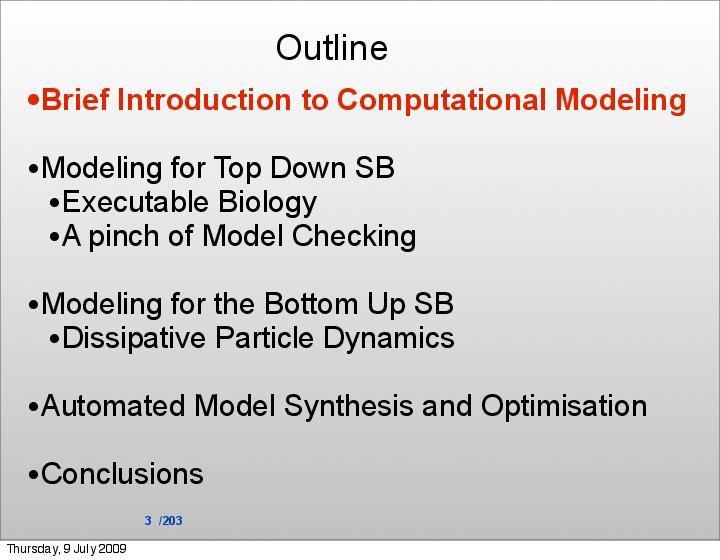 Outline
•Brief Introduction to Computational Modeling
•Modeling for Top Down SB
•Executable Biology
•A pinch of Model Checking
•Modeling for the Bottom Up SB
•Dissipative Particle Dynamics
•Automated Model Synthesis and Optimisation
•Conclusions
3 /203
Thursday, 9 July 2009